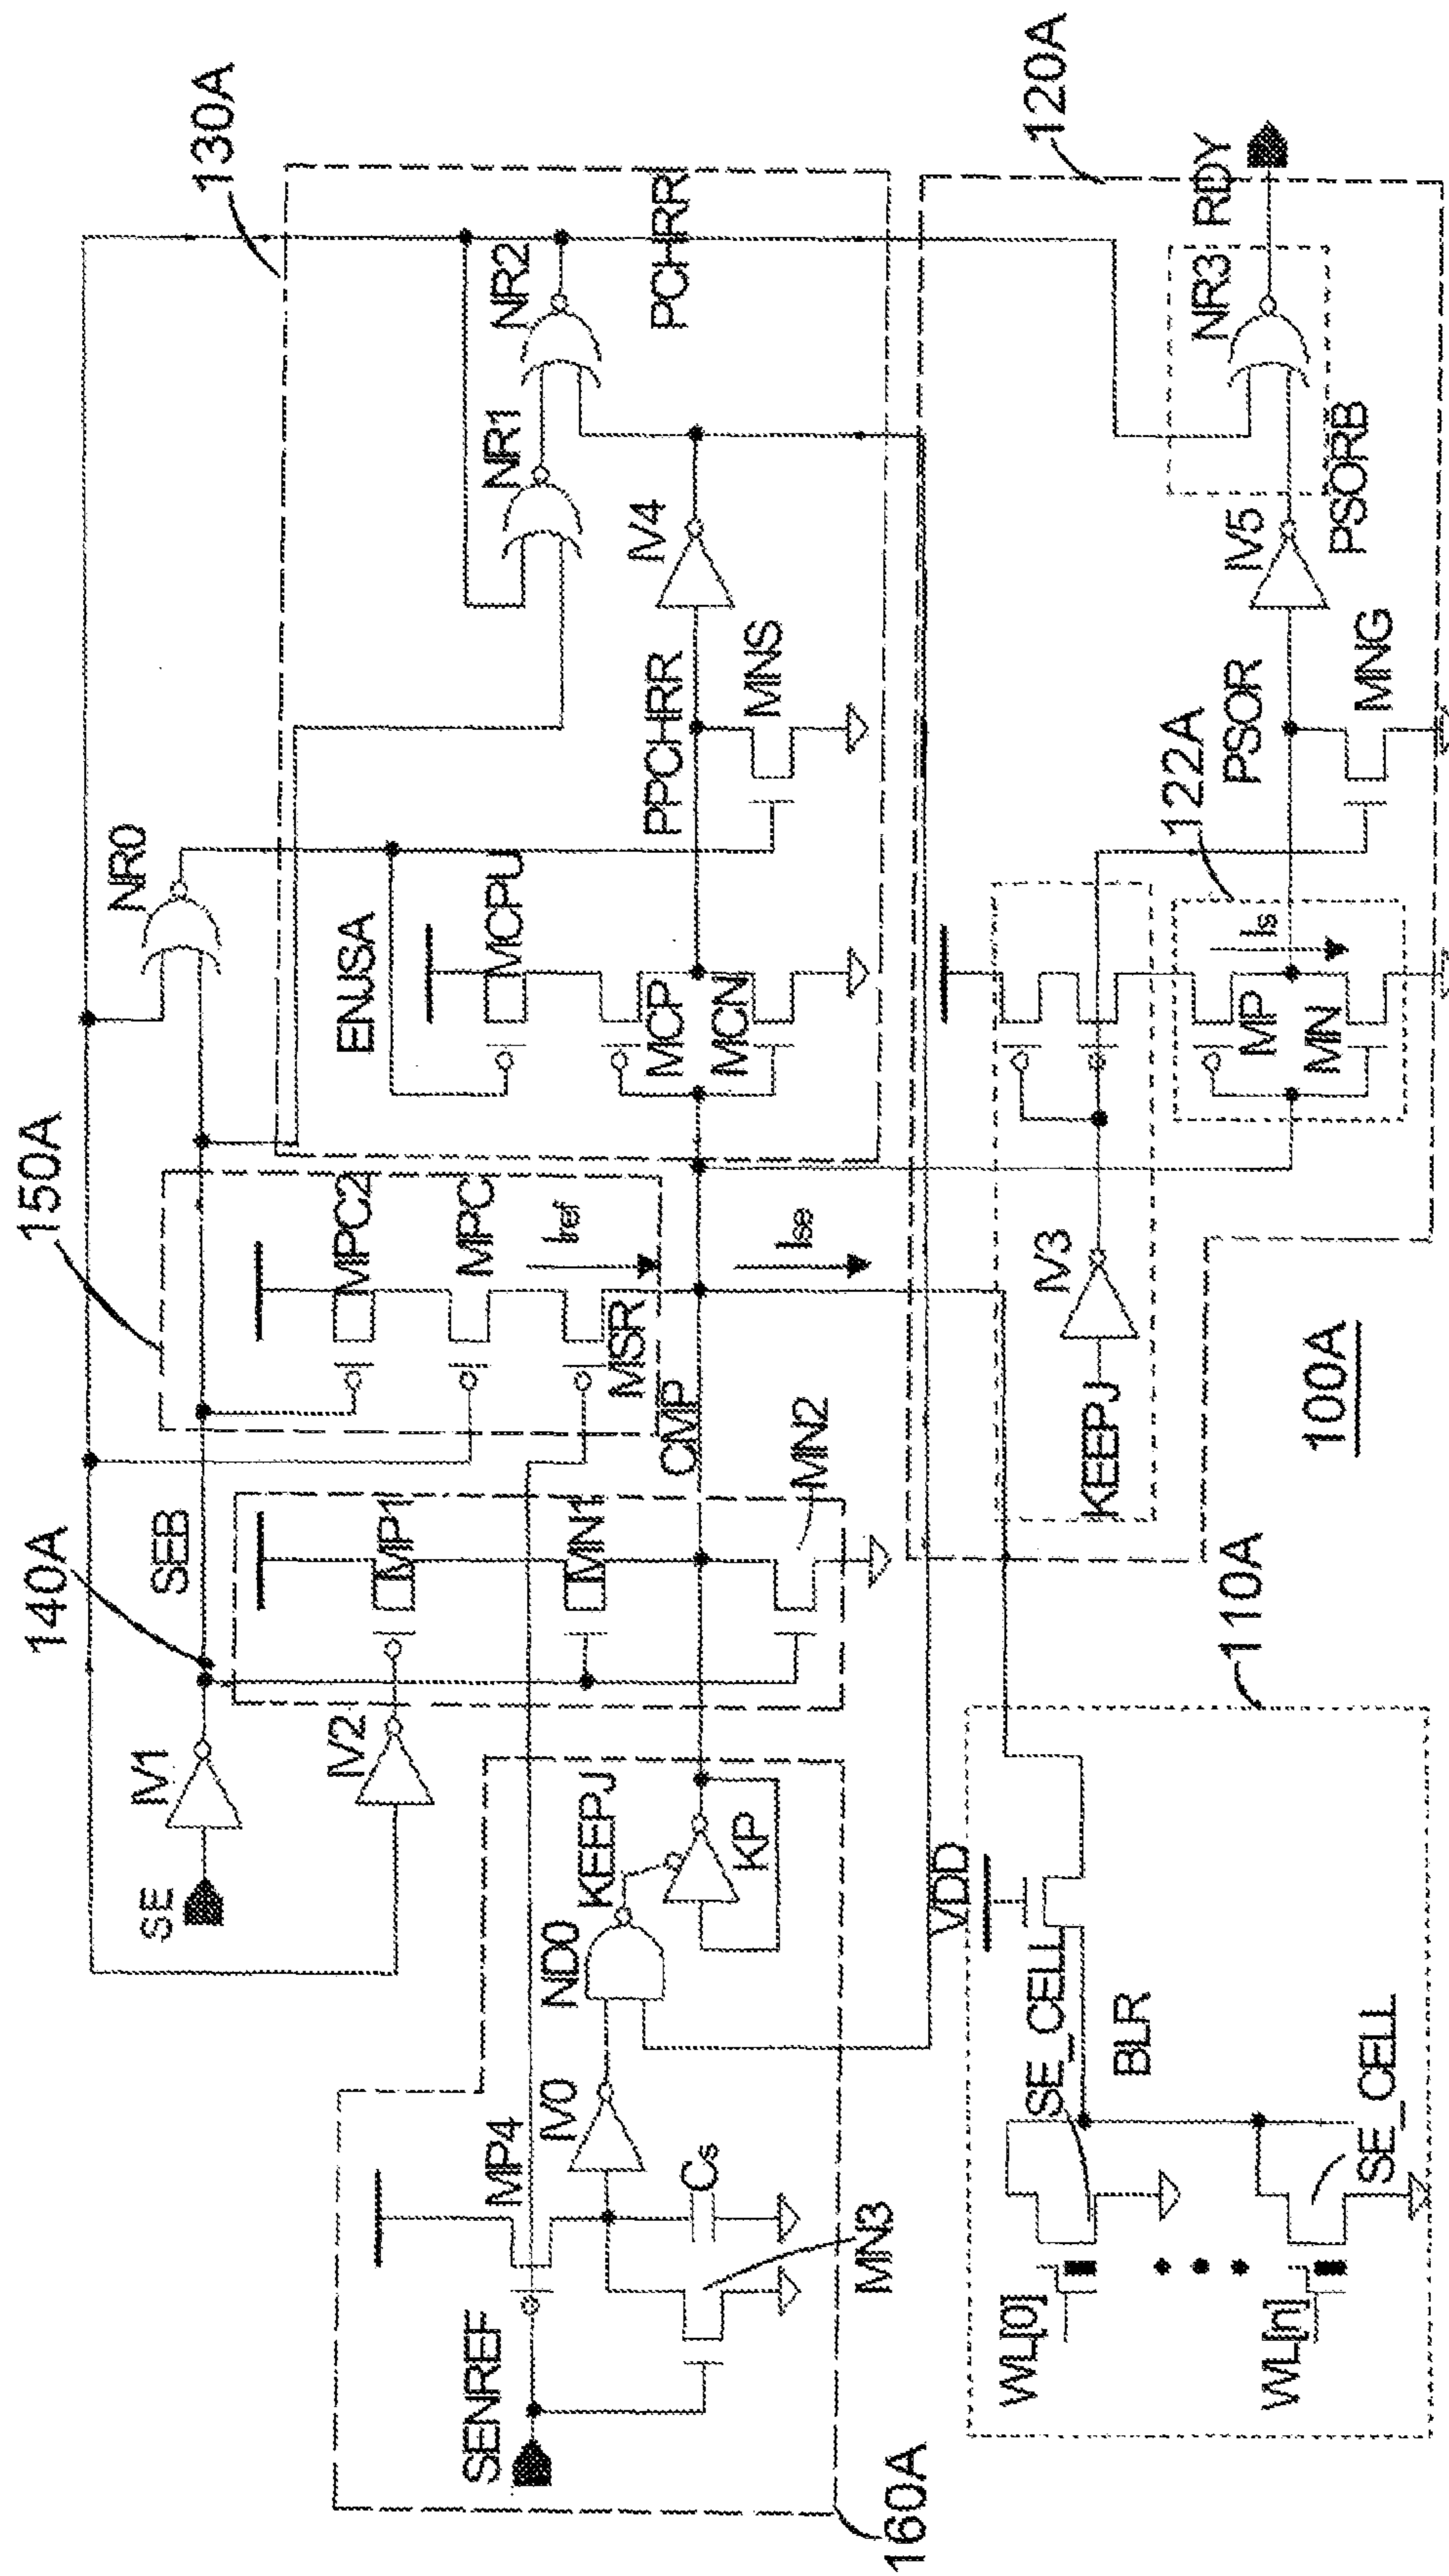 130A
150A
140A
SE
IV1
SEB
NR0
IV2
MP1
MPC2
ENUSA
MCPU
NR1
NR2
MPC
Iref
MCP
PPCHRR
IV4
PCHRR
SENREF
MP4
IV0
ND0
KEEPJ
MN1
MSR
MCN
MNS
Cs
KP
CMP
Ise
MN3
MN2
160A
120A
VDD
KEEPJ
IV3
122A
PSOR
IV5
NR3
RDY
WL[0]
SE_CELL
MP
Is
BLR
MN
MNG
PSORB
WL[n]
SE_CELL
110A
100A